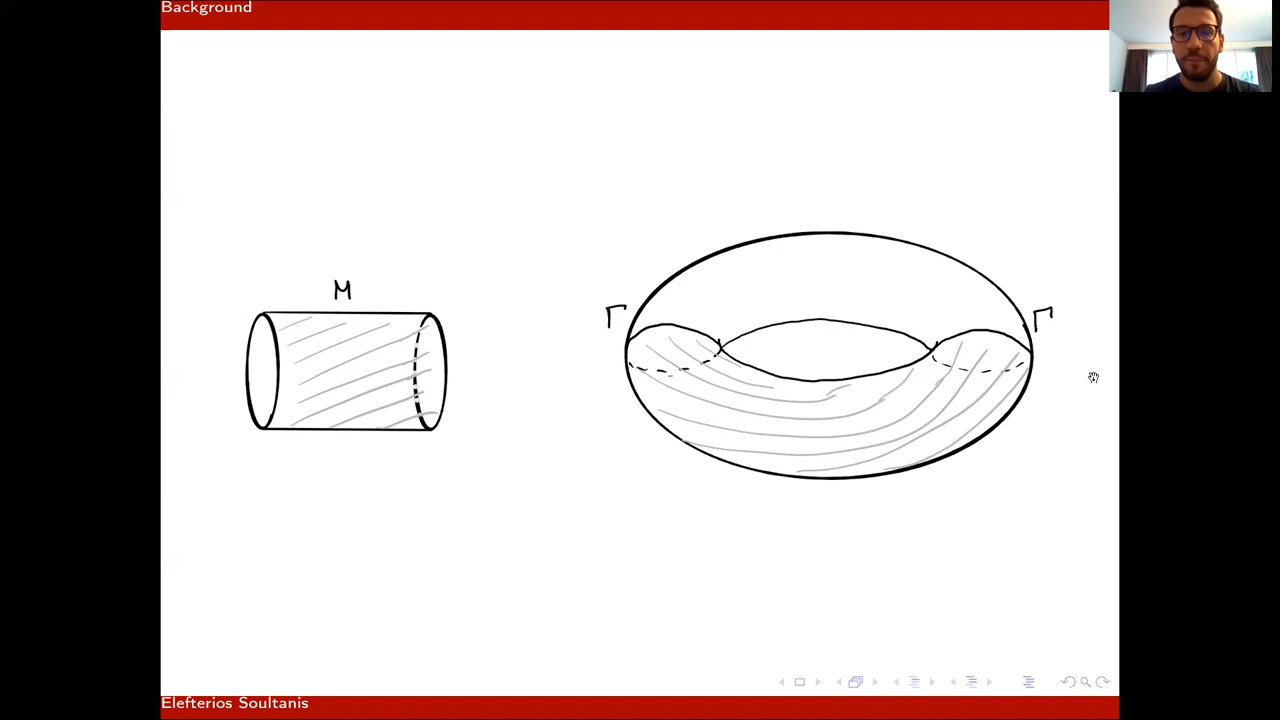 Background
M
Γ
Γ
Elefterios Soultanis